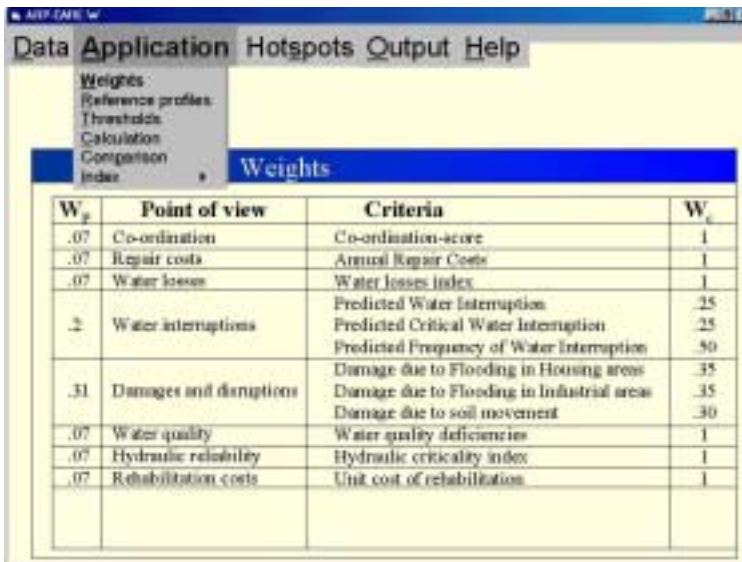 ARP-CARE W
Data Application Hotspots Output Help
Weights
Reference profiles
Thresholds
Calculation
Comparison
Index
Weights
Wp Point of view Criteria Wc
.07 Co-ordination Co-ordination-score 1
.07 Repair costs Annual Repair Costs 1
.07 Water losses Water losses index 1
.2 Water interruptions Predicted Water Interruption .25
Predicted Critical Water Interruption .25
Predicted Frequency of Water Interruption .50
.31 Damages and disruptions Damage due to Flooding in Housing areas .35
Damage due to Flooding in Industrial areas .35
Damage due to soil movement .30
.07 Water quality Water quality deficiencies 1
.07 Hydraulic reliability Hydraulic criticality index 1
.07 Rehabilitation costs Unit cost of rehabilitation 1